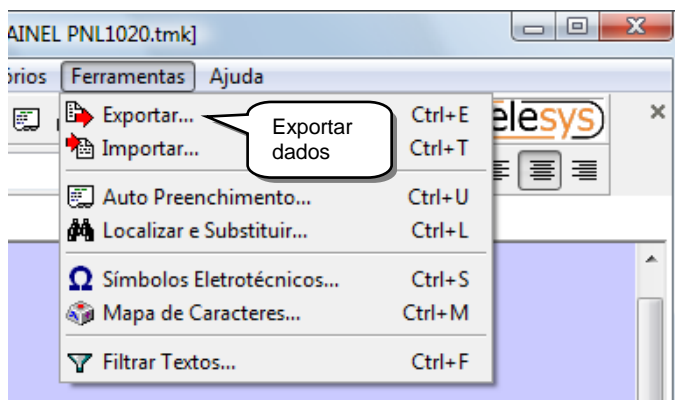 AINEL PNL1020.tmk]
órios Ferramentas Ajuda
Exportar... Ctrl+E
Exportar
dados
Importar... Ctrl+T
Auto Preenchimento... Ctrl+U
Localizar e Substituir... Ctrl+L
Símbolos Eletrotécnicos... Ctrl+S
Mapa de Caracteres... Ctrl+M
Filtrar Textos... Ctrl+F
elesys